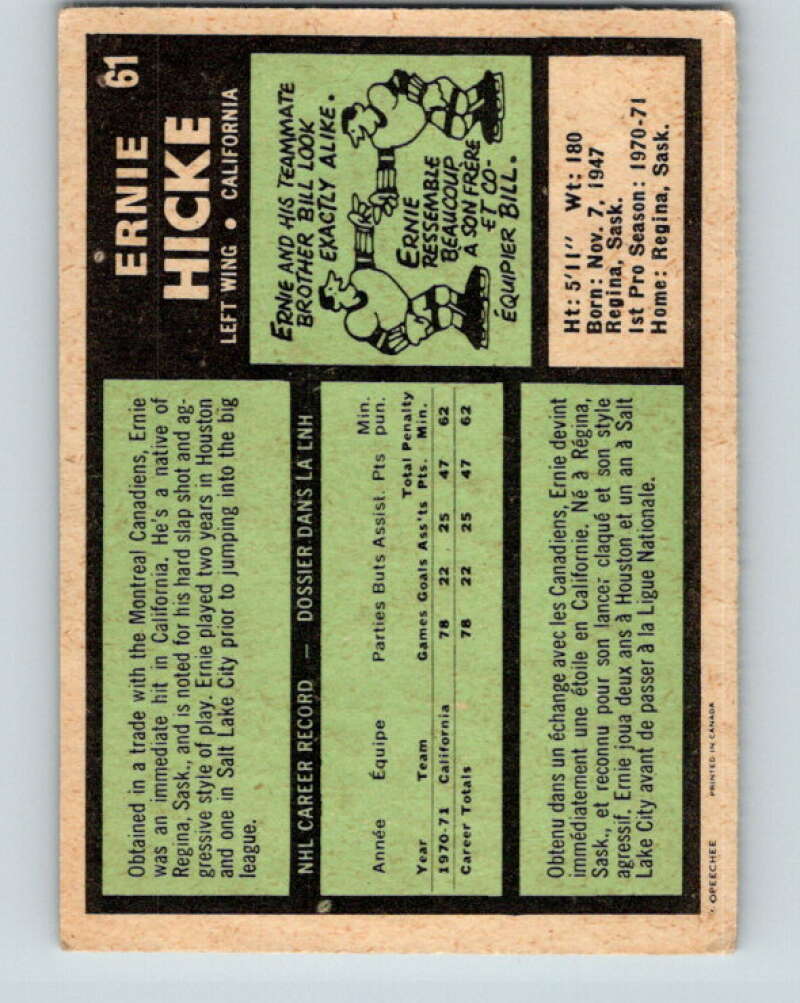 ERNIE 61
HICKE
LEFT WING • CALIFORNIA
Obtained in a trade with the Montreal Canadiens, Ernie
was an immediate hit in California. He's a native of
Regina, Sask., and is noted for his hard slap shot and ag-
gressive style of play. Ernie played two years in Houston
and one in Salt Lake City prior to jumping into the big
league.
ERNIE AND HIS TEAMMATE
BROTHER BILL LOOK
EXACTLY ALIKE.
ERNIE
RESSEMBLE
BEAUCOUP
À SON FRÈRE
ET CO-
ÉQUIPIER BILL.
NHL CAREER RECORD — DOSSIER DANS LA LNH
Année Équipe Parties Buts Assist. Pts Min. pun.
Year Team Games Goals Ass'ts Total Pts. Penalty Min.
1970-71 California 78 22 25 47 62
Career Totals 78 22 25 47 62
Ht: 5'11" Wt: 180
Born: Nov. 7, 1947
Regina, Sask.
1st Pro Season: 1970-71
Home: Regina, Sask.
Obtenu dans un échange avec les Canadiens, Ernie devint
immédiatement une étoile en Californie. Né à Régina,
Sask., et reconnu pour son lancer claqué et son style
agressif, Ernie joua deux ans à Houston et un an à Salt
Lake City avant de passer à la Ligue Nationale.
OPEECHEE PRINTED IN CANADA